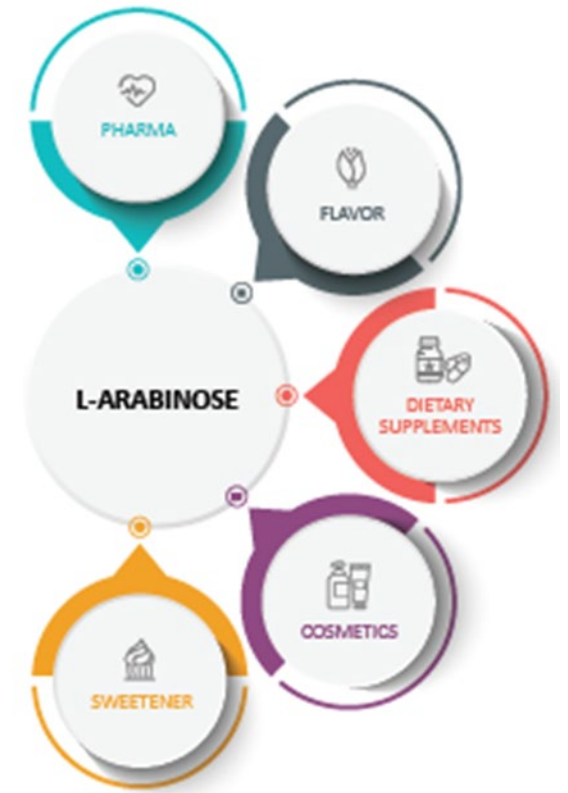 PHARMA
FLAVOR
L-ARABINOSE
DIETARY
SUPPLEMENTS
COSMETICS
SWEETENER